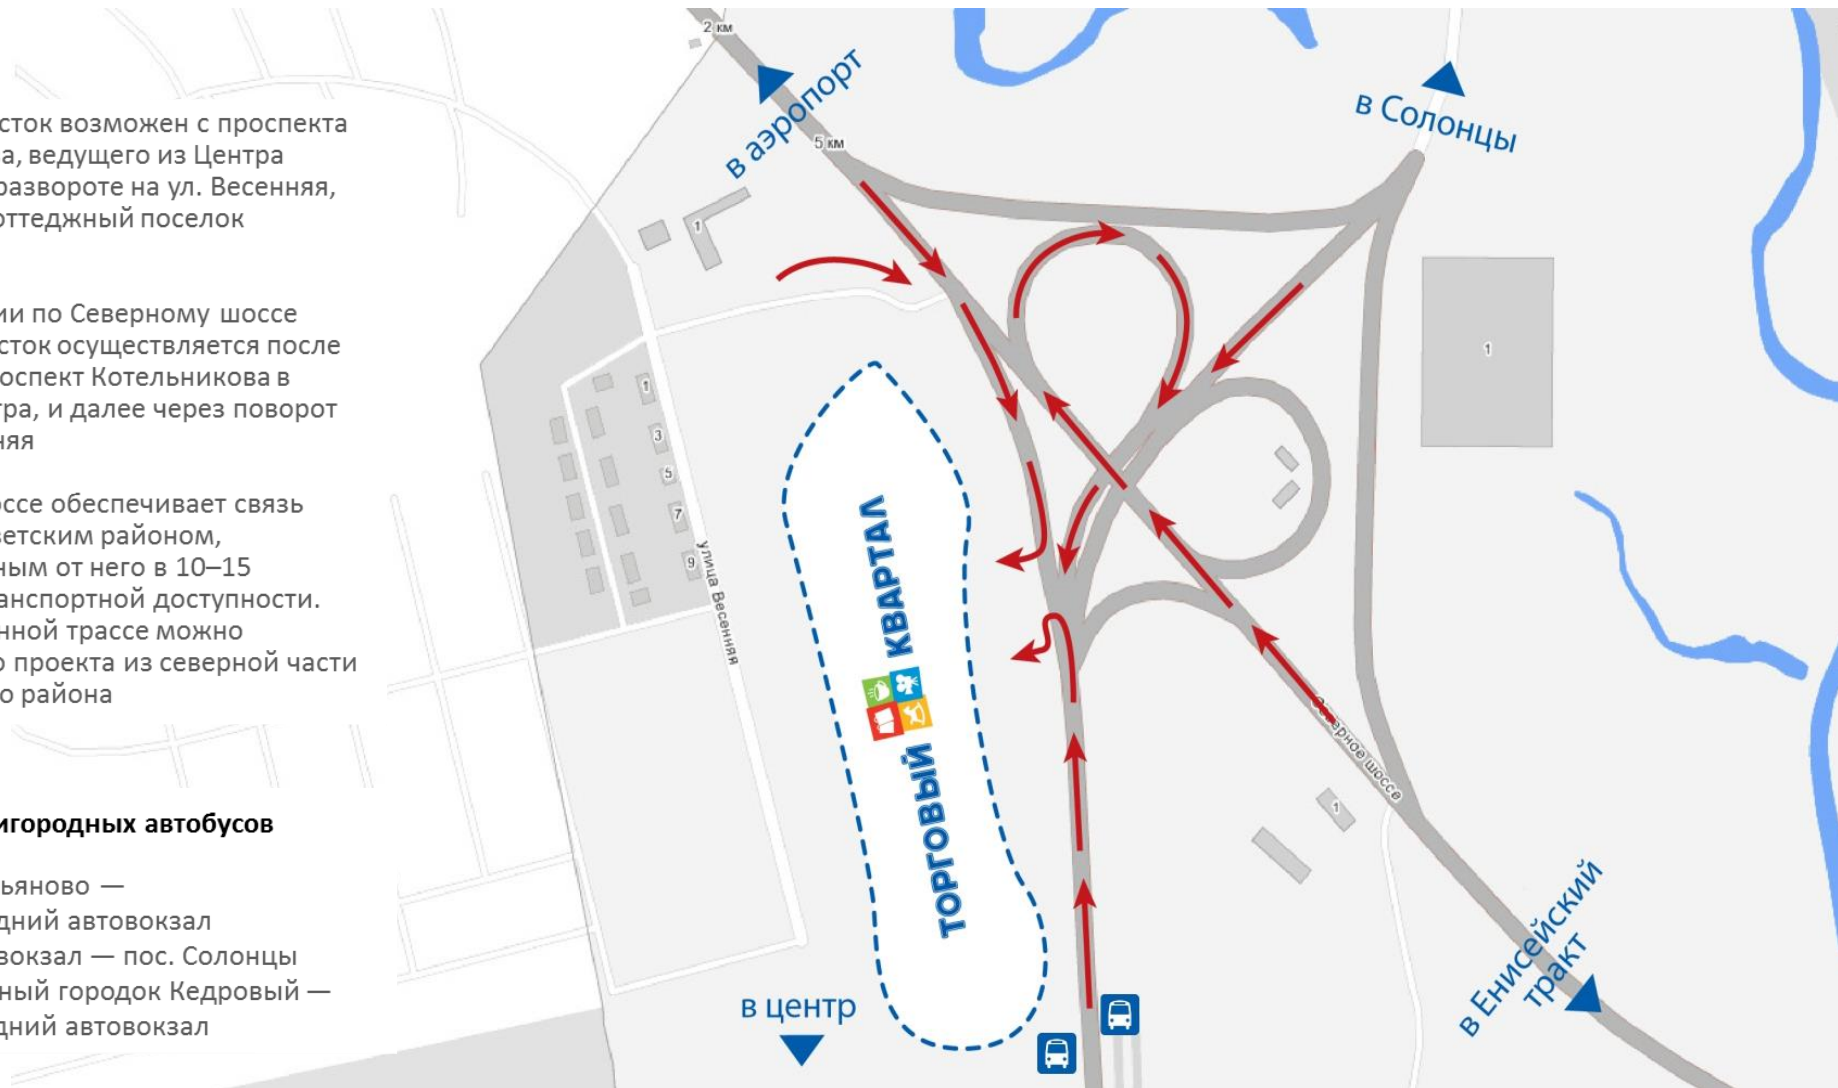 сток возможен с проспекта
ва, ведущего из Центра
развороте на ул. Весенняя,
оттеджный поселок
ии по Северному шоссе
сток осуществляется после
роспект Котельникова в
тра, и далее через поворот
няя
оссе обеспечивает связь
ветским районом,
ным от него в 10–15
ранспортной доступности.
нной трассе можно
о проекта из северной части
о района
игородных автобусов
ьяново —
дний автовокзал
вокзал — пос. Солонцы
ный городок Кедровый —
дний автовокзал
2 км
в аэропорт
5 км
в Солонцы
1
1
1
3
5
7
9
улица Весенняя
ТОРГОВЫЙ КВАРТАЛ
Северное шоссе
1
в Енисейский
тракт
в центр